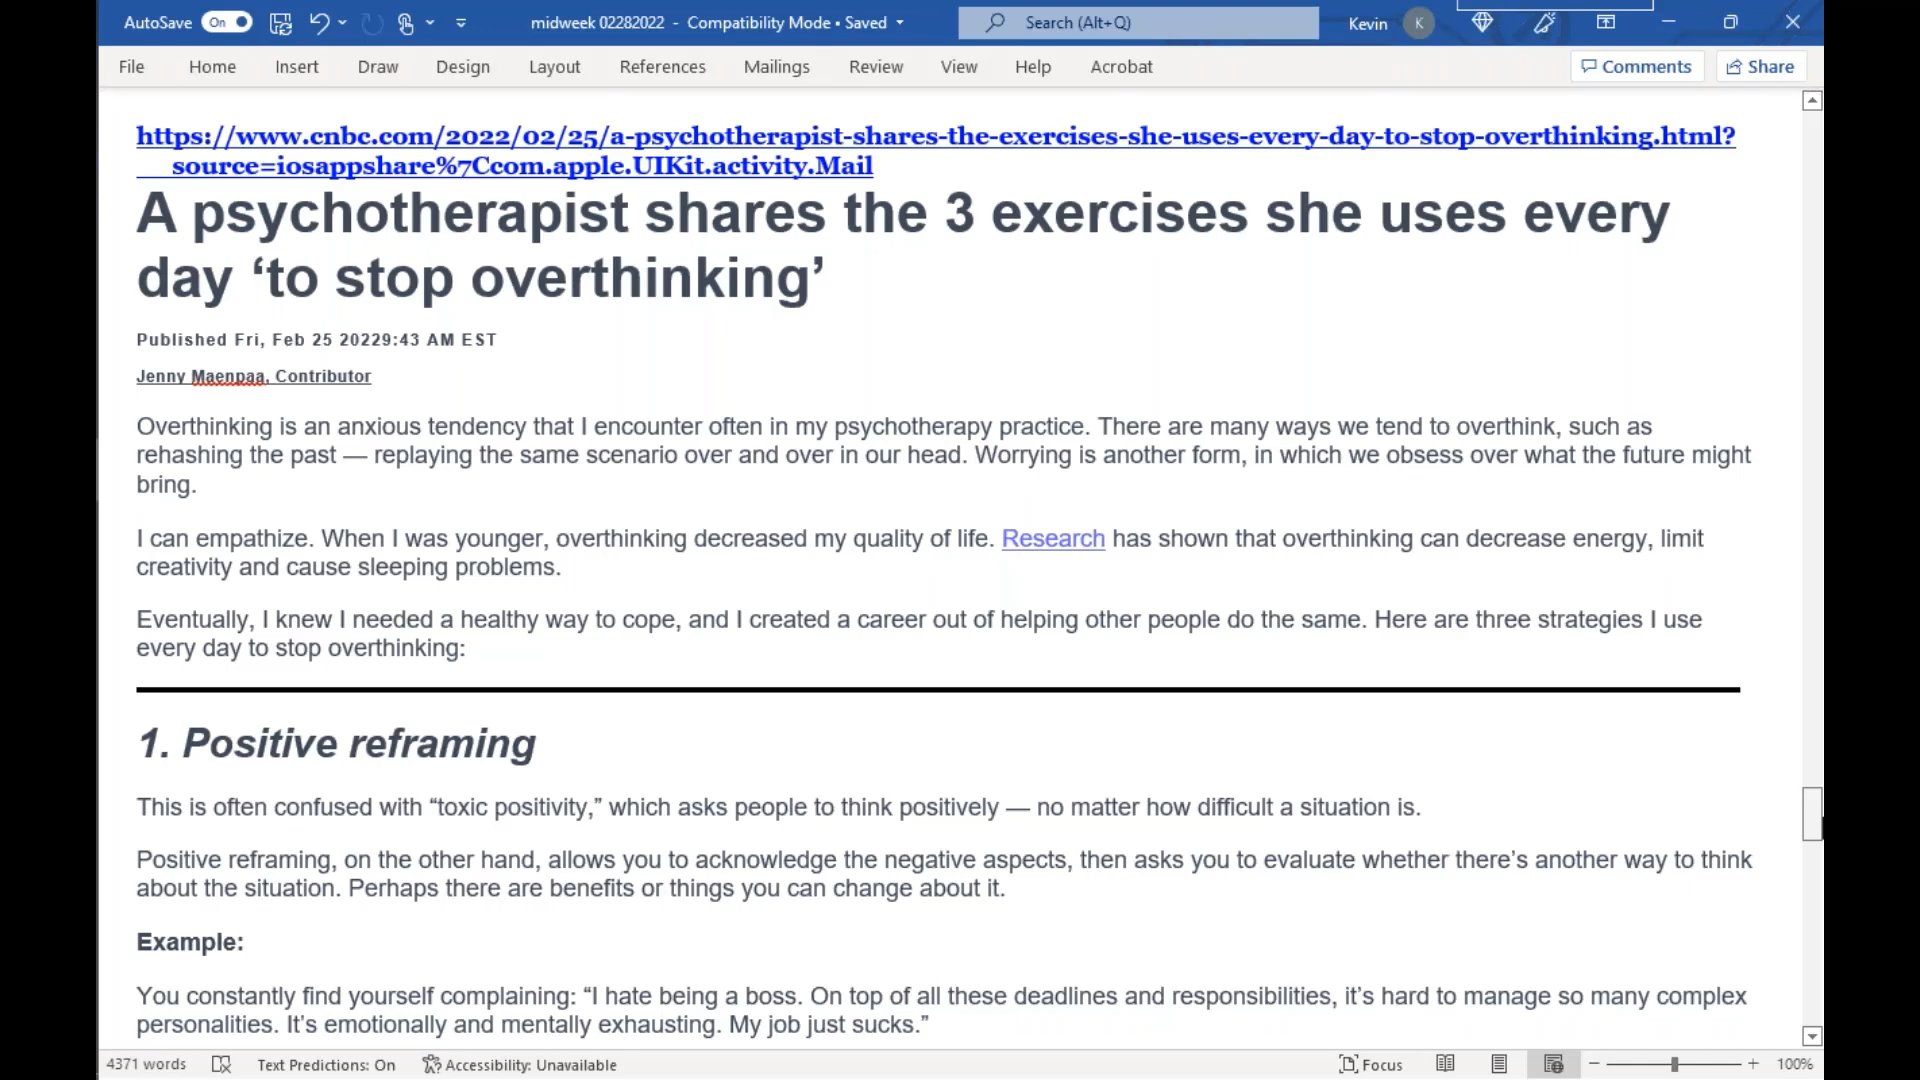 AutoSave On midweek 02282022 - Compatibility Mode • Saved Search (Alt+Q) Kevin K
File Home Insert Draw Design Layout References Mailings Review View Help Acrobat Comments Share
https://www.cnbc.com/2022/02/25/a-psychotherapist-shares-the-exercises-she-uses-every-day-to-stop-overthinking.html?
__source=iosappshare%7Ccom.apple.UIKit.activity.Mail
A psychotherapist shares the 3 exercises she uses every
day ‘to stop overthinking’
Published Fri, Feb 25 20229:43 AM EST
Jenny Maenpaa, Contributor
Overthinking is an anxious tendency that I encounter often in my psychotherapy practice. There are many ways we tend to overthink, such as
rehashing the past — replaying the same scenario over and over in our head. Worrying is another form, in which we obsess over what the future might
bring.
I can empathize. When I was younger, overthinking decreased my quality of life. Research has shown that overthinking can decrease energy, limit
creativity and cause sleeping problems.
Eventually, I knew I needed a healthy way to cope, and I created a career out of helping other people do the same. Here are three strategies I use
every day to stop overthinking:
1. Positive reframing
This is often confused with “toxic positivity,” which asks people to think positively — no matter how difficult a situation is.
Positive reframing, on the other hand, allows you to acknowledge the negative aspects, then asks you to evaluate whether there’s another way to think
about the situation. Perhaps there are benefits or things you can change about it.
Example:
You constantly find yourself complaining: “I hate being a boss. On top of all these deadlines and responsibilities, it’s hard to manage so many complex
personalities. It’s emotionally and mentally exhausting. My job just sucks.”
4371 words Text Predictions: On Accessibility: Unavailable Focus 100%